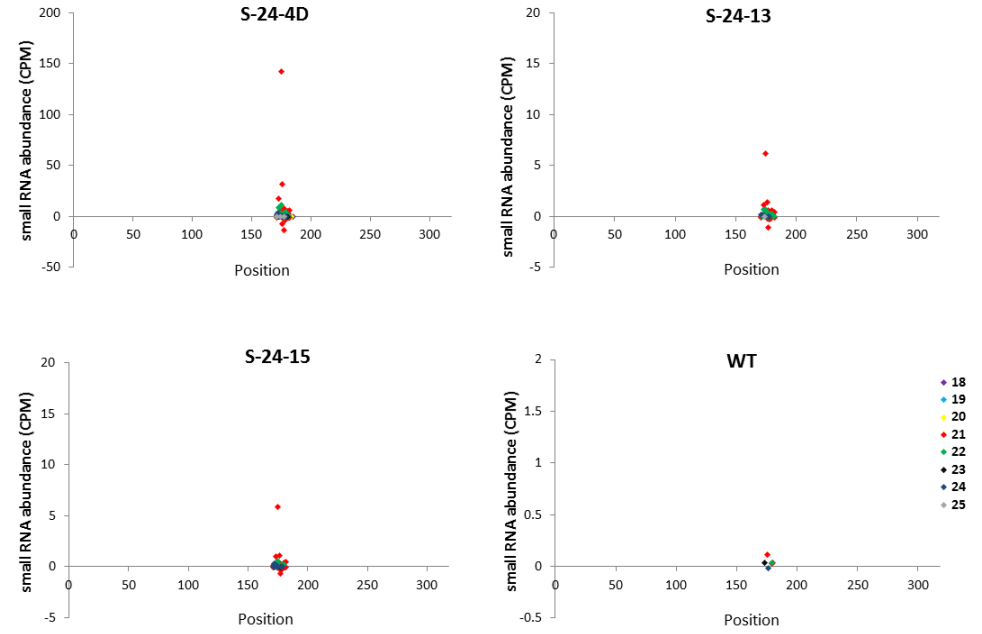 S-24-4D
small RNA abundance (CPM)
200
150
100
50
0
-50
0 50 100 150 200 250 300
Position
S-24-13
small RNA abundance (CPM)
20
15
10
5
0
-5
0 50 100 150 200 250 300
Position
S-24-15
small RNA abundance (CPM)
20
15
10
5
0
-5
0 50 100 150 200 250 300
Position
WT
small RNA abundance (CPM)
2
1.5
1
0.5
0
-0.5
0 50 100 150 200 250 300
Position
18
19
20
21
22
23
24
25